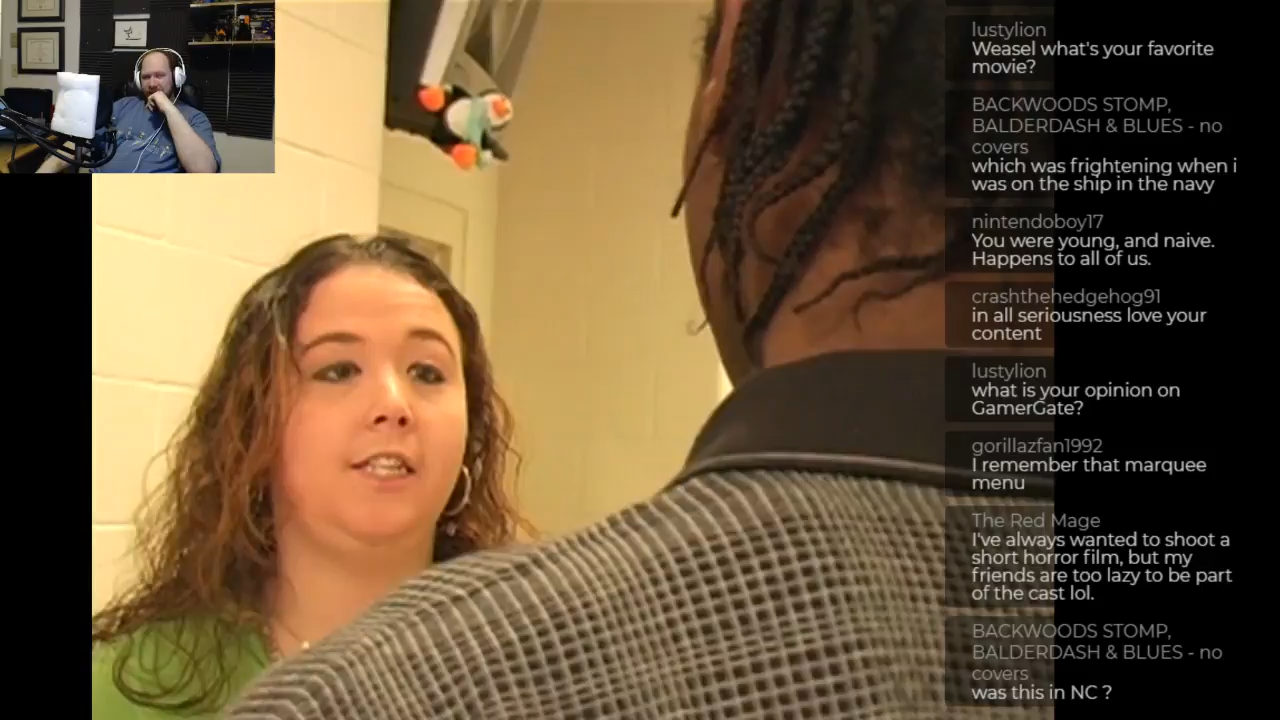 lustylion
Weasel what's your favorite
movie?
BACKWOODS STOMP,
BALDERDASH & BLUES - no
covers
which was frightening when i
was on the ship in the navy
nintendoboy17
You were young, and naive.
Happens to all of us.
crashthehedgehog91
in all seriousness love your
content
lustylion
what is your opinion on
GamerGate?
gorillazfan1992
I remember that marquee
menu
The Red Mage
I've always wanted to shoot a
short horror film, but my
friends are too lazy to be part
of the cast lol.
BACKWOODS STOMP,
BALDERDASH & BLUES - no
covers
was this in NC ?